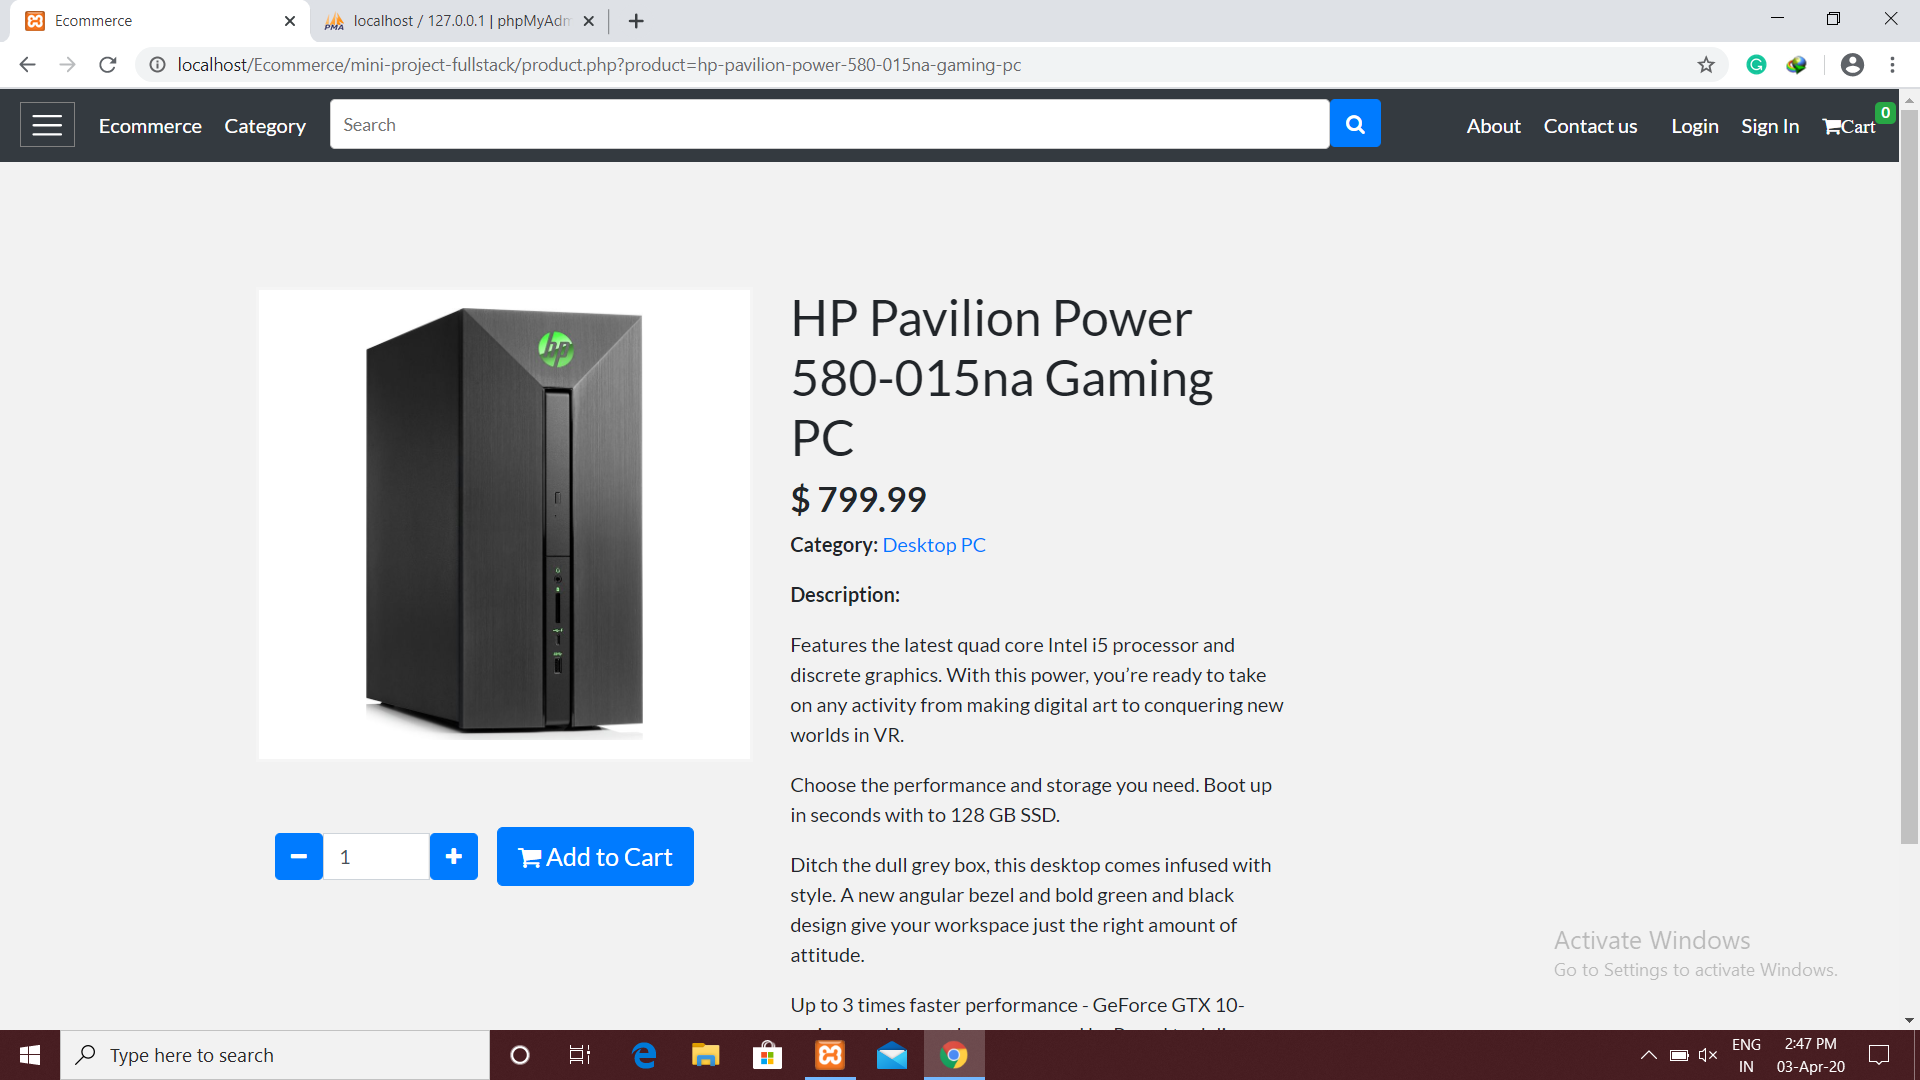 Ecommerce
localhost / 127.0.0.1 | phpMyAdm
localhost/Ecommerce/mini-project-fullstack/product.php?product=hp-pavilion-power-580-015na-gaming-pc
Ecommerce Category Search About Contact us Login Sign In Cart 0
hp
HP Pavilion Power
580-015na Gaming
PC
$ 799.99
Category: Desktop PC
Description:
Features the latest quad core Intel i5 processor and
discrete graphics. With this power, you’re ready to take
on any activity from making digital art to conquering new
worlds in VR.
Choose the performance and storage you need. Boot up
in seconds with to 128 GB SSD.
Ditch the dull grey box, this desktop comes infused with
style. A new angular bezel and bold green and black
design give your workspace just the right amount of
attitude.
Up to 3 times faster performance - GeForce GTX 10-
1
Add to Cart
Activate Windows
Go to Settings to activate Windows.
Type here to search
ENG
IN
2:47 PM
03-Apr-20